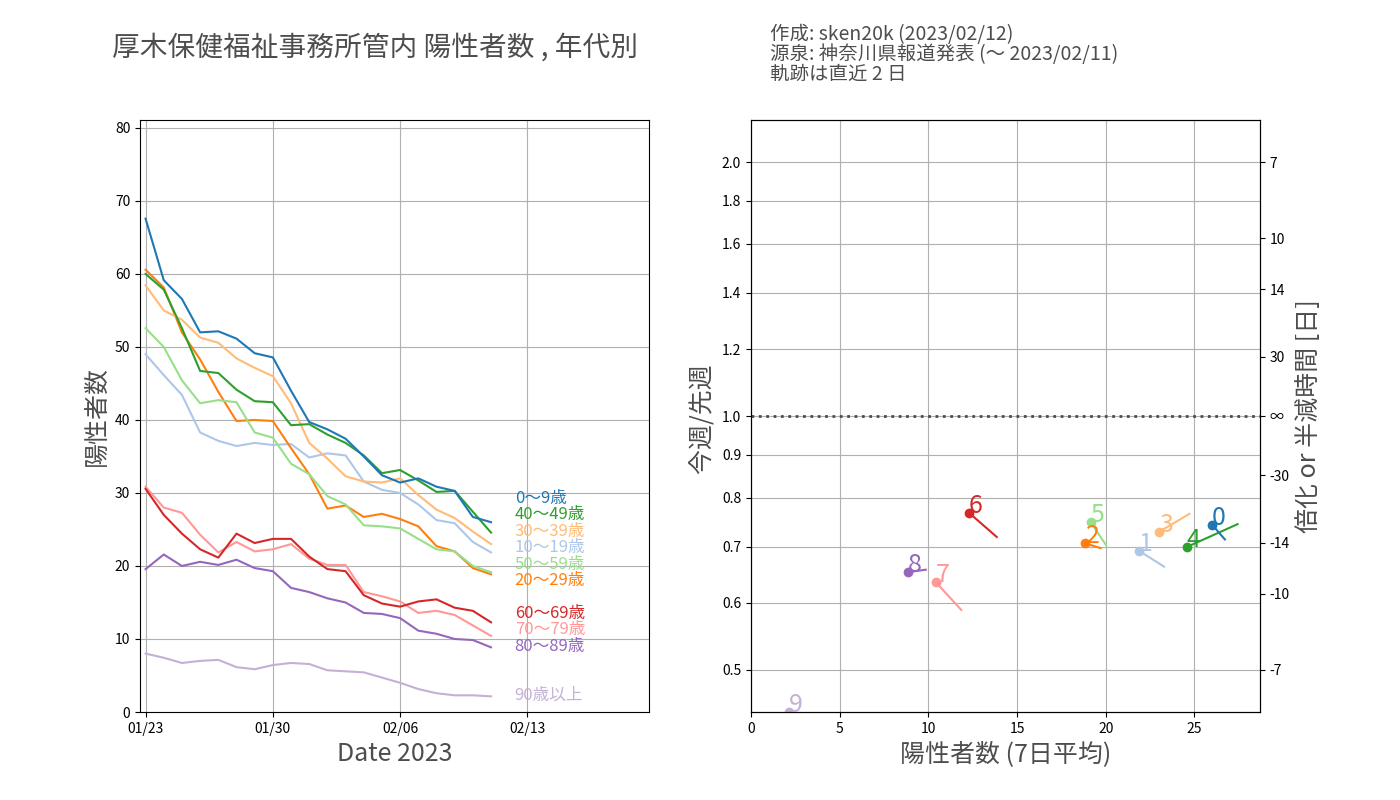 厚木保健福祉事務所管内 陽性者数 , 年代別
作成: sken20k (2023/02/12)
源泉: 神奈川県報道発表 (〜 2023/02/11)
軌跡は直近 2 日
陽性者数
80
70
60
50
40
30
20
10
0
01/23
01/30
02/06
02/13
Date 2023
0〜9歳
40〜49歳
30〜39歳
10〜19歳
50〜59歳
20〜29歳
60〜69歳
70〜79歳
80〜89歳
90歳以上
今週/先週
2.0
1.8
1.6
1.4
1.2
1.0
0.9
0.8
0.7
0.6
0.5
6
5
0
3
2
4
1
8
7
9
0
5
10
15
20
25
陽性者数 (7日平均)
7
10
14
30
∞
-30
-14
-10
-7
倍化 or 半減時間 [日]